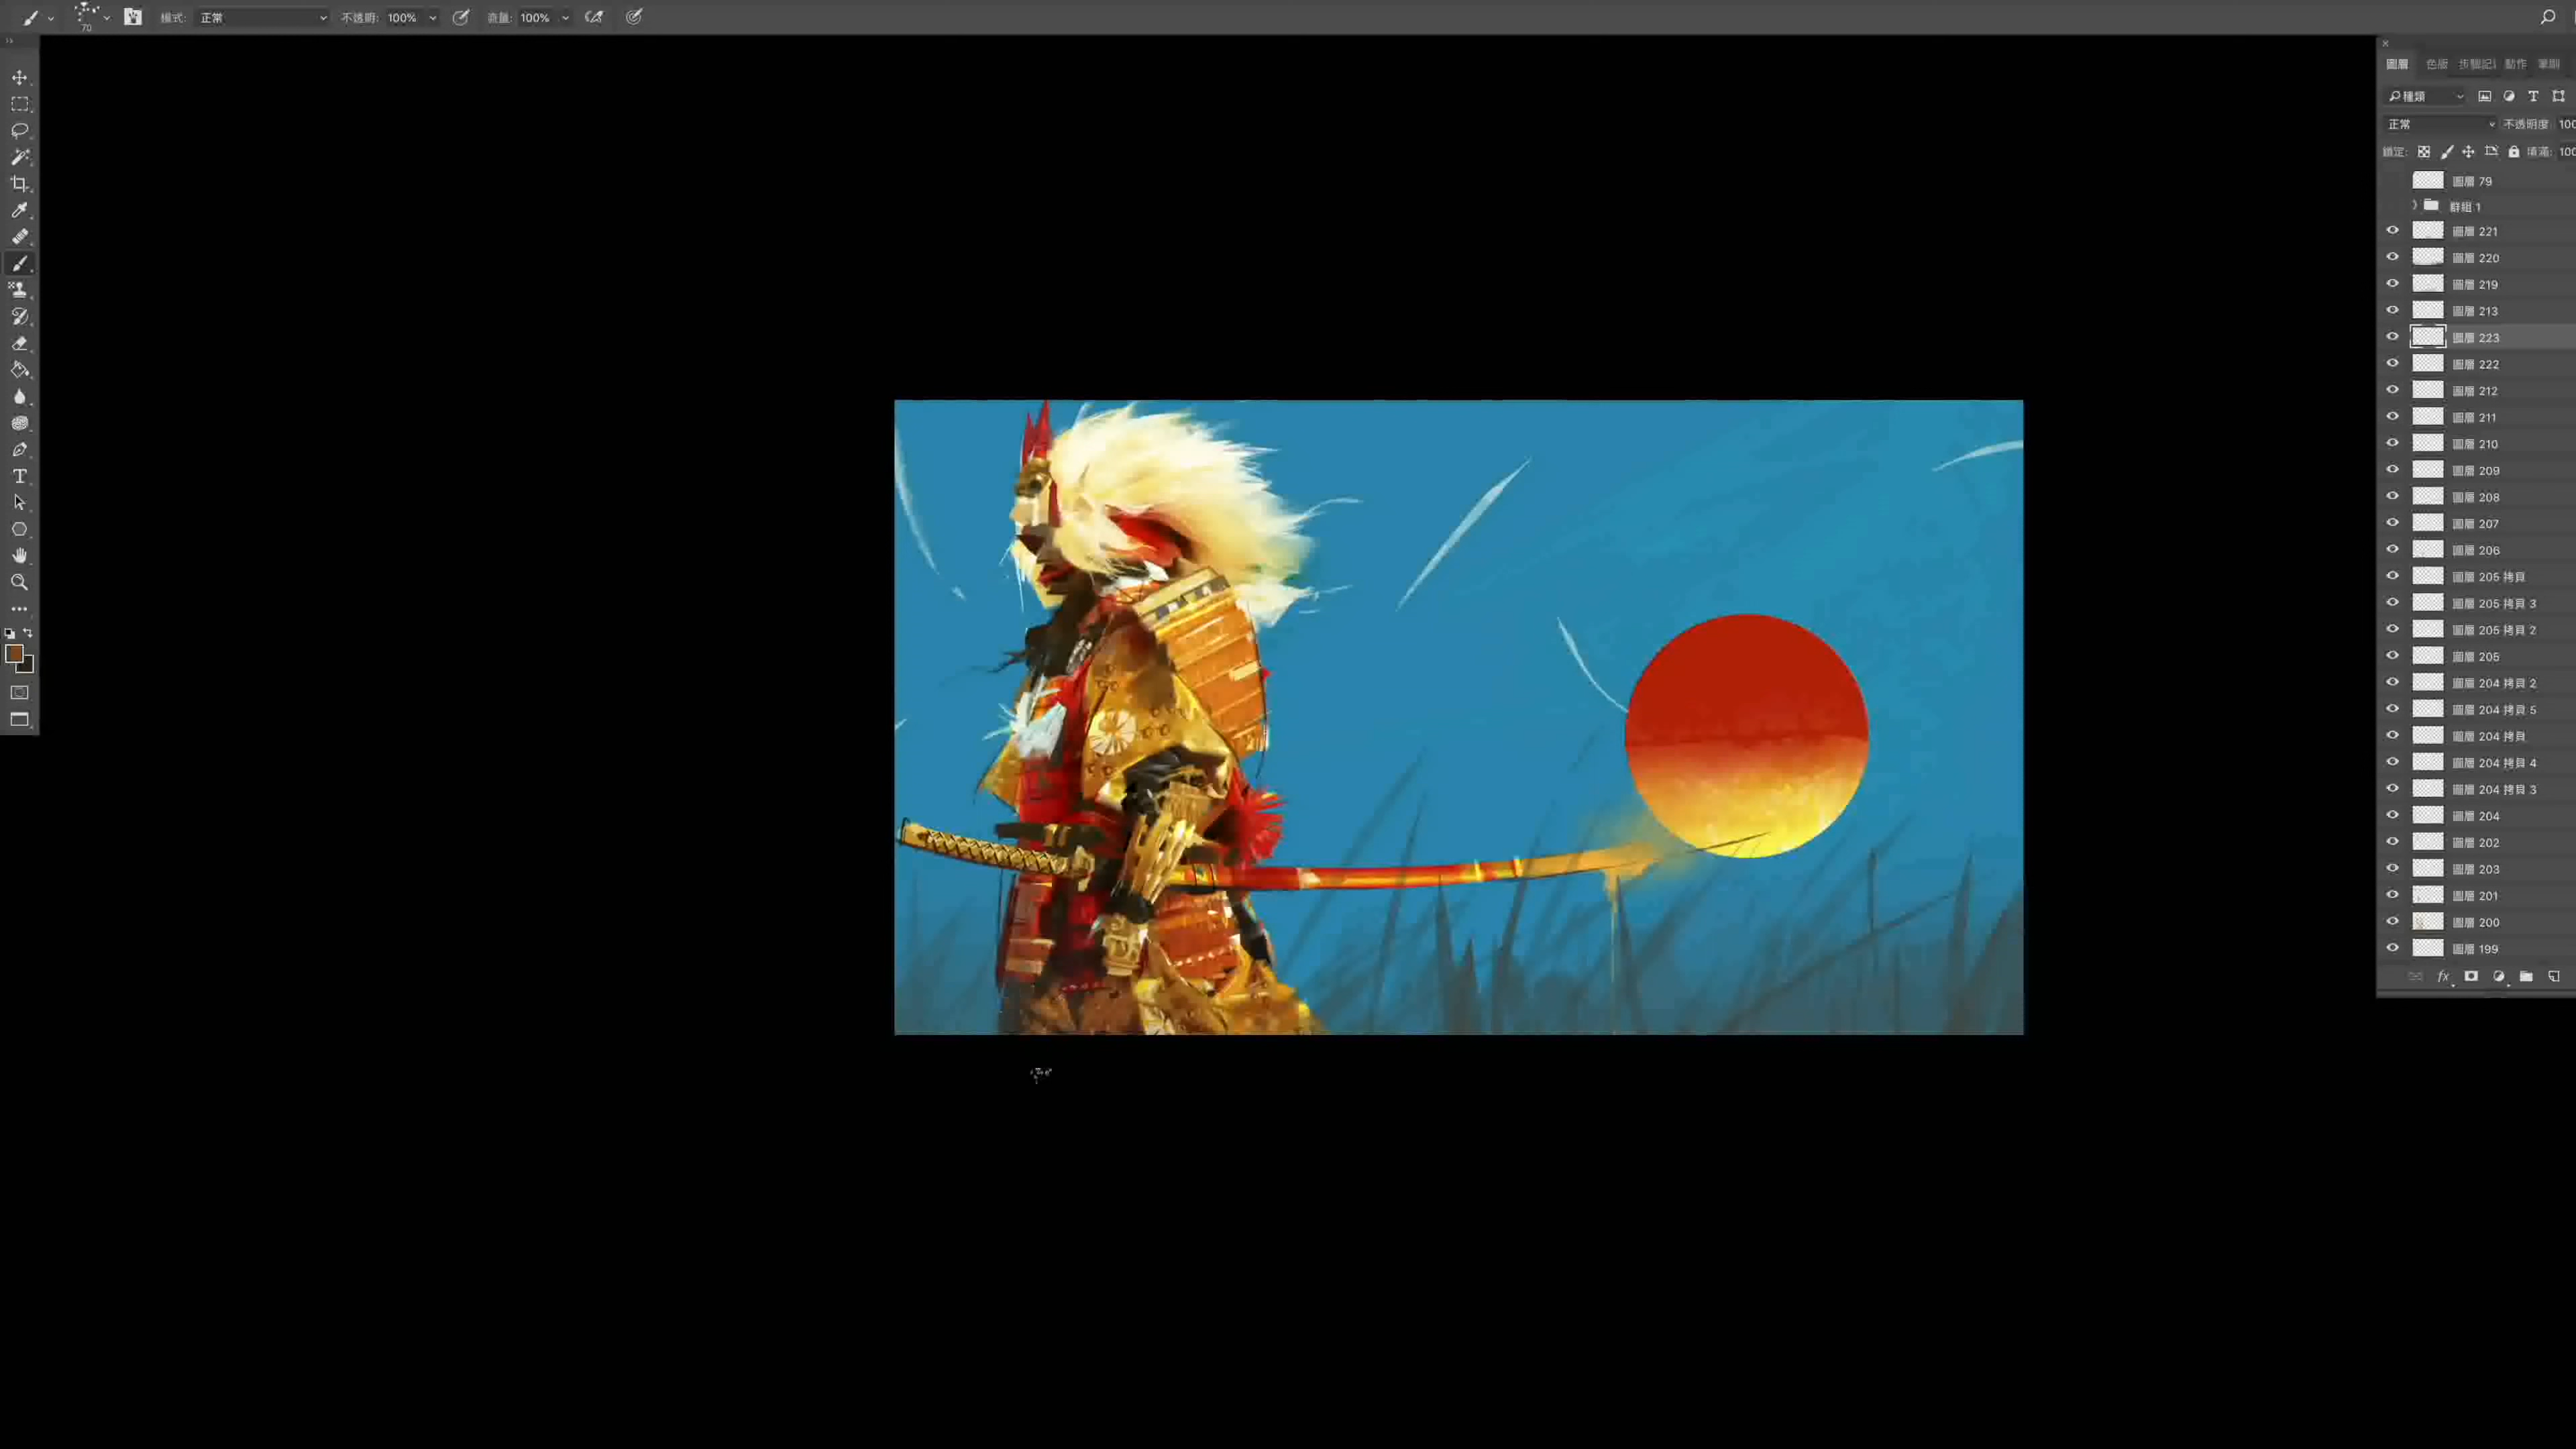 模式: 正常 不透明: 100% 流量: 100%
70
圖層 色版 步驟記 動作 筆刷
種類
正常 不透明度: 100
鎖定: 填滿: 100
圖層 79
群組 1
圖層 221
圖層 220
圖層 219
圖層 213
圖層 223
圖層 222
圖層 212
圖層 211
圖層 210
圖層 209
圖層 208
圖層 207
圖層 206
圖層 205 拷貝
圖層 205 拷貝 3
圖層 205 拷貝 2
圖層 205
圖層 204 拷貝 2
圖層 204 拷貝 5
圖層 204 拷貝
圖層 204 拷貝 4
圖層 204 拷貝 3
圖層 204
圖層 202
圖層 203
圖層 201
圖層 200
圖層 199
fx